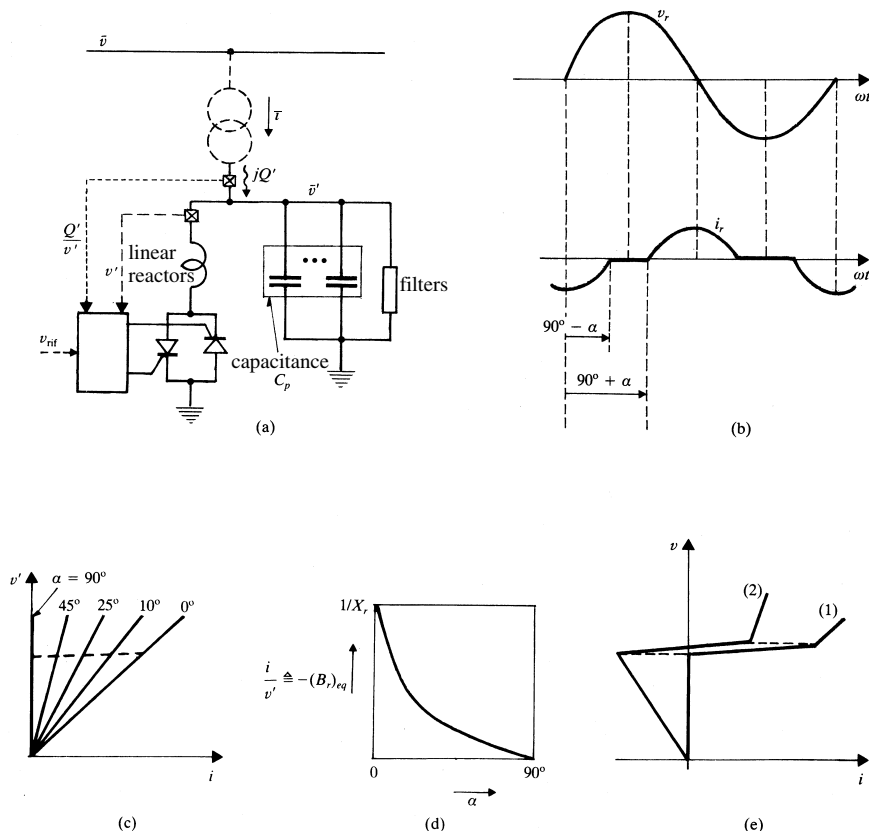 v̄
ῑ
jQ′
v̄′
Q′
v′
v′
linear
reactors
•••
filters
v_rif
capacitance
C_p
(a)
v_r
ωt
i_r
ωt
90° − α
90° + α
(b)
v′
α = 90°
45° 25° 10° 0°
i
(c)
1/X_r
i
v′
≜ −(B_r)_eq
0
90°
α
(d)
v
(2)
(1)
i
(e)